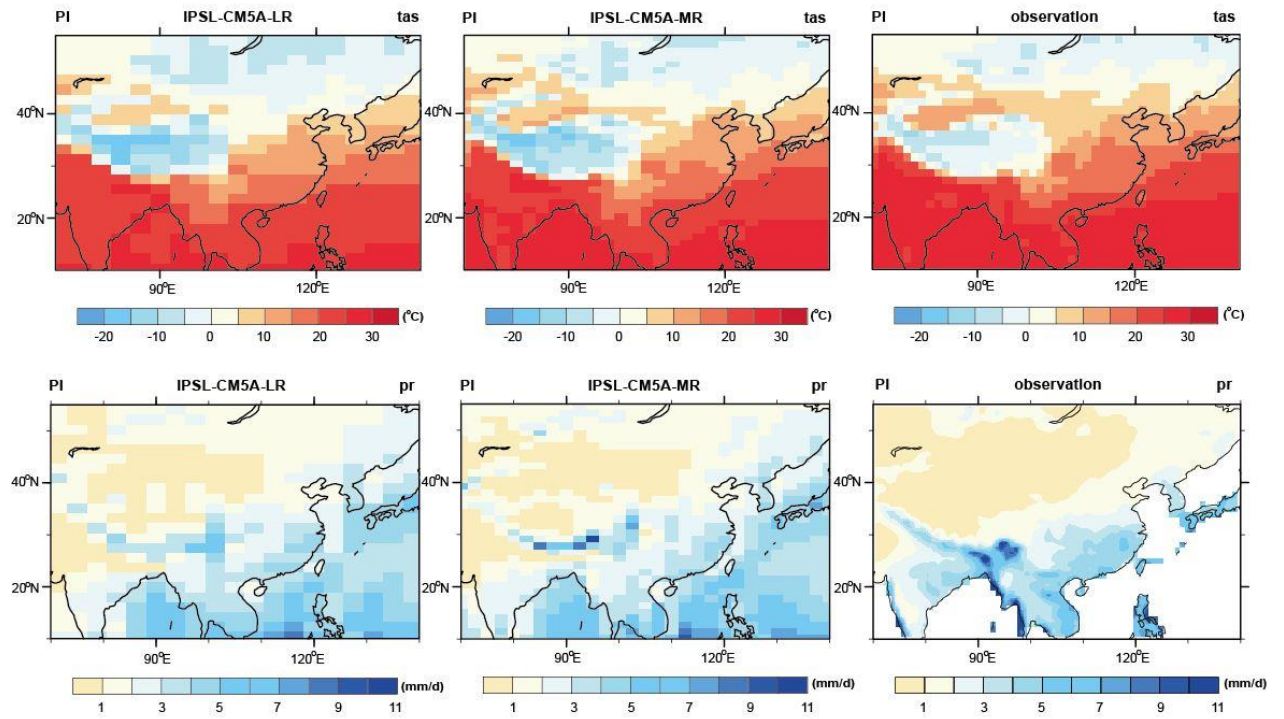 PI IPSL-CM5A-LR tas
PI IPSL-CM5A-MR tas
PI observation tas
40°N
20°N
90°E 120°E
40°N
20°N
90°E 120°E
40°N
20°N
90°E 120°E
-20 -10 0 10 20 30 (°C)
-20 -10 0 10 20 30 (°C)
-20 -10 0 10 20 30 (°C)
PI IPSL-CM5A-LR pr
PI IPSL-CM5A-MR pr
PI observation pr
40°N
20°N
90°E 120°E
40°N
20°N
90°E 120°E
40°N
20°N
90°E 120°E
1 3 5 7 9 11 (mm/d)
1 3 5 7 9 11 (mm/d)
1 3 5 7 9 11 (mm/d)